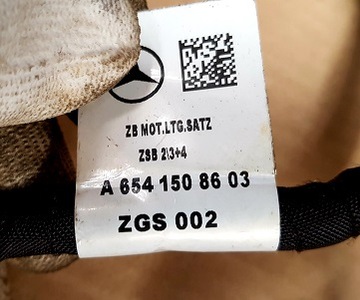 ZB MOT.LTG.SATZ
ZSB 2\3+4
A 654 150 86 03
ZGS 002